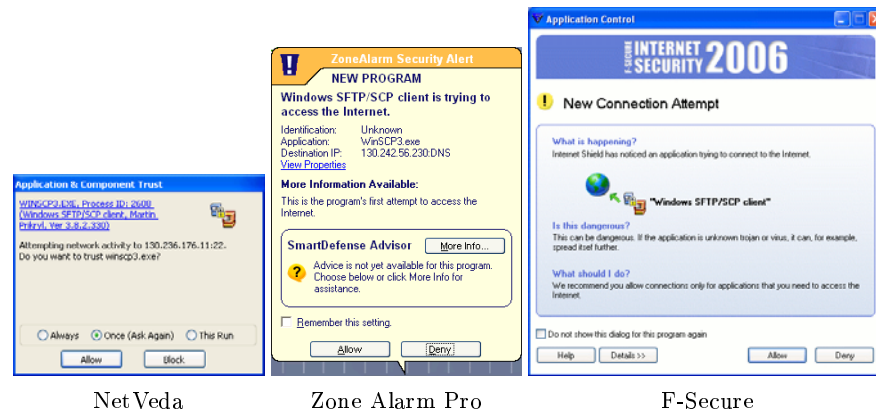 Application & Component Trust
WINSCP3.EXE, Process ID: 2600
(Windows SFTP/SCP client, Martin
Prikryl, Ver 3.8.2.330)
Attempting network activity to 130.236.176.11:22.
Do you want to trust winscp3.exe?
Always
Once (Ask Again)
This Run
Allow
Block
NetVeda
ZoneAlarm Security Alert
NEW PROGRAM
Windows SFTP/SCP client is trying to
access the Internet.
Identification: Unknown
Application: WinSCP3.exe
Destination IP: 130.242.56.230:DNS
View Properties
More Information Available:
This is the program's first attempt to access the
Internet.
SmartDefense Advisor
More Info...
Advice is not yet available for this program.
Choose below or click More Info for
assistance.
Remember this setting.
Allow
Deny
Zone Alarm Pro
Application Control
F-SECURE
INTERNET
SECURITY 2006
New Connection Attempt
What is happening?
Internet Shield has noticed an application trying to connect to the Internet.
"Windows SFTP/SCP client"
Is this dangerous?
This can be dangerous. If the application is unknown trojan or virus, it can, for example,
spread itself further.
What should I do?
We recommend you allow connections only for applications that you need to access the
Internet.
Do not show this dialog for this program again
Help
Details >>
Allow
Deny
F-Secure